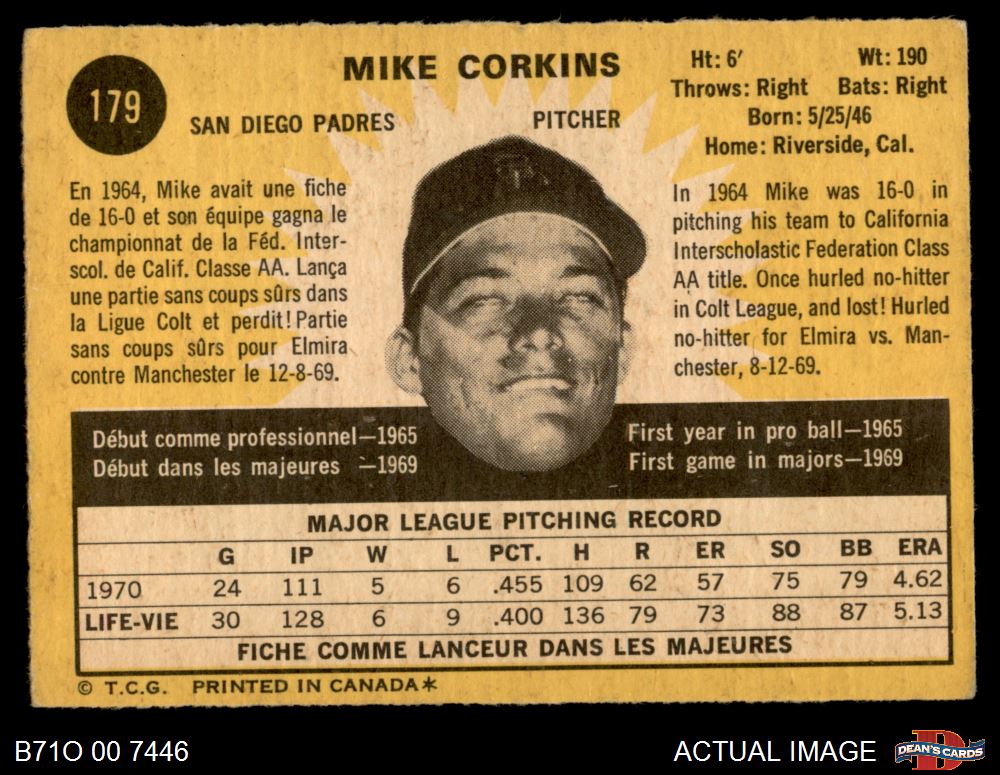 179
MIKE CORKINS
SAN DIEGO PADRES PITCHER
Ht: 6′ Wt: 190
Throws: Right Bats: Right
Born: 5/25/46
Home: Riverside, Cal.
En 1964, Mike avait une fiche
de 16-0 et son équipe gagna le
championnat de la Féd. Inter-
scol. de Calif. Classe AA. Lança
une partie sans coups sûrs dans
la Ligue Colt et perdit! Partie
sans coups sûrs pour Elmira
contre Manchester le 12-8-69.
In 1964 Mike was 16-0 in
pitching his team to California
Interscholastic Federation Class
AA title. Once hurled no-hitter
in Colt League, and lost! Hurled
no-hitter for Elmira vs. Man-
chester, 8-12-69.
Début comme professionnel—1965
Début dans les majeures —1969
First year in pro ball—1965
First game in majors—1969
MAJOR LEAGUE PITCHING RECORD
G IP W L PCT. H R ER SO BB ERA
1970 24 111 5 6 .455 109 62 57 75 79 4.62
LIFE-VIE 30 128 6 9 .400 136 79 73 88 87 5.13
FICHE COMME LANCEUR DANS LES MAJEURES
© T.C.G. PRINTED IN CANADA*
B71O 00 7446
ACTUAL IMAGE
DEAN'S CARDS